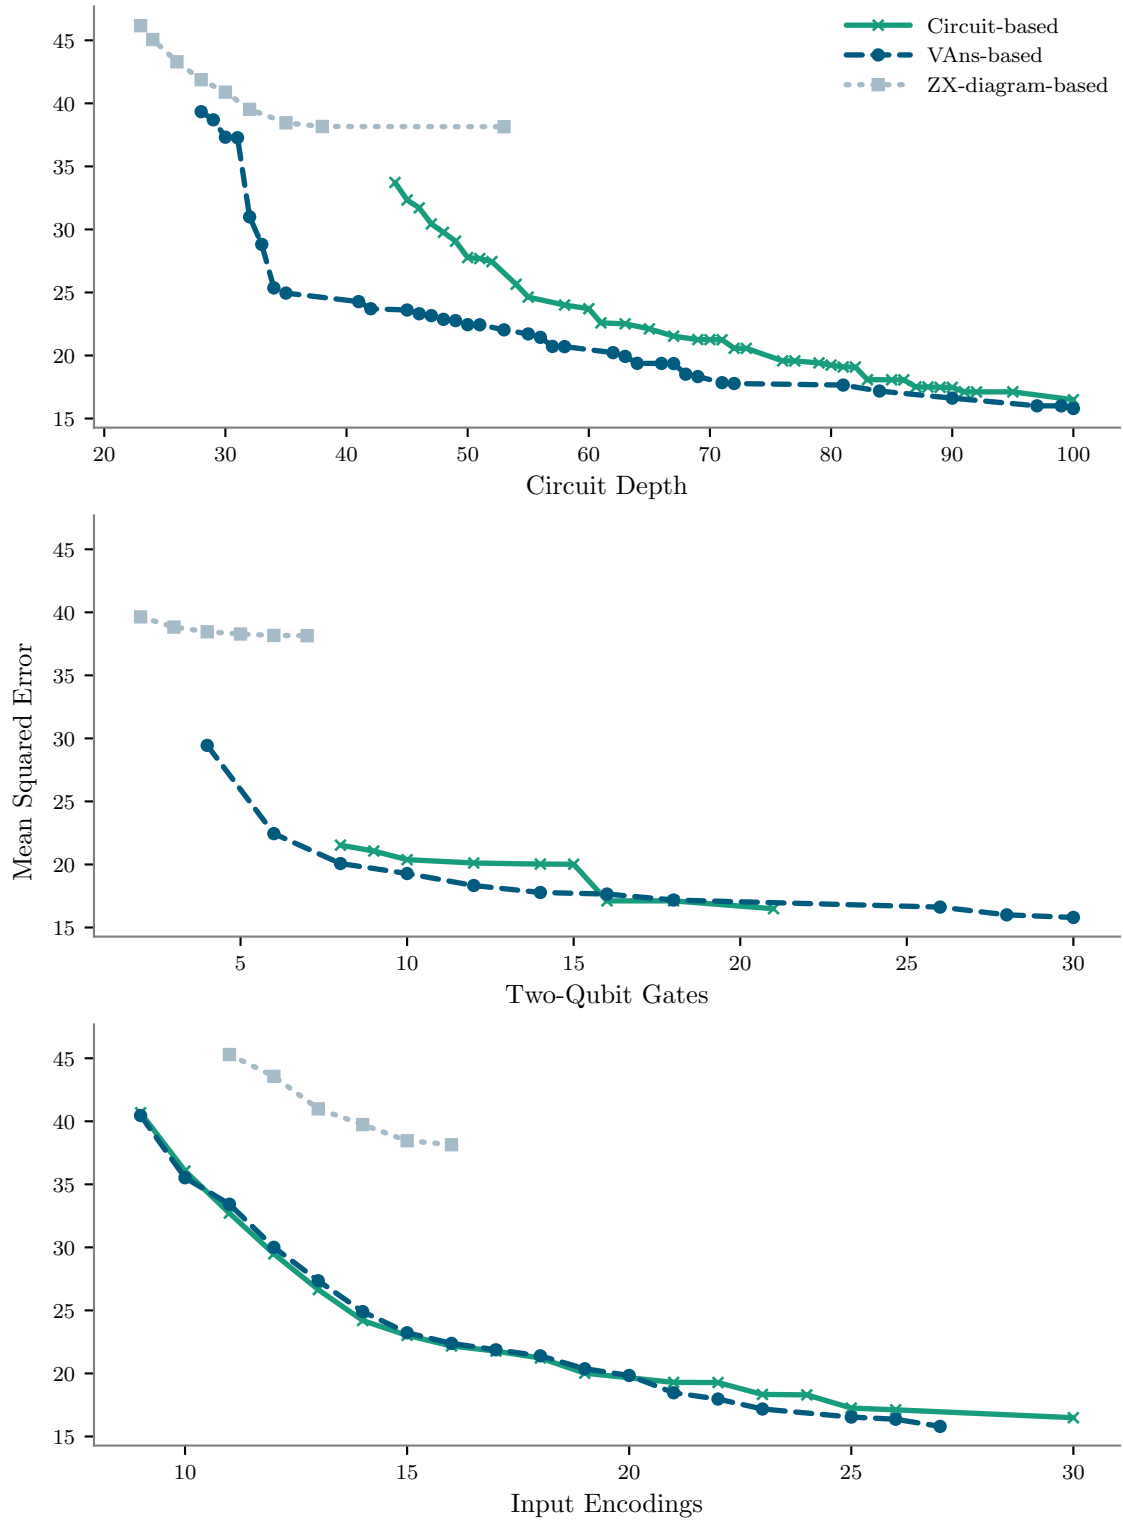 45
40
35
30
25
20
15
Circuit-based
VAns-based
ZX-diagram-based
20 30 40 50 60 70 80 90 100
Circuit Depth
Mean Squared Error
45
40
35
30
25
20
15
5 10 15 20 25 30
Two-Qubit Gates
45
40
35
30
25
20
15
10 15 20 25 30
Input Encodings